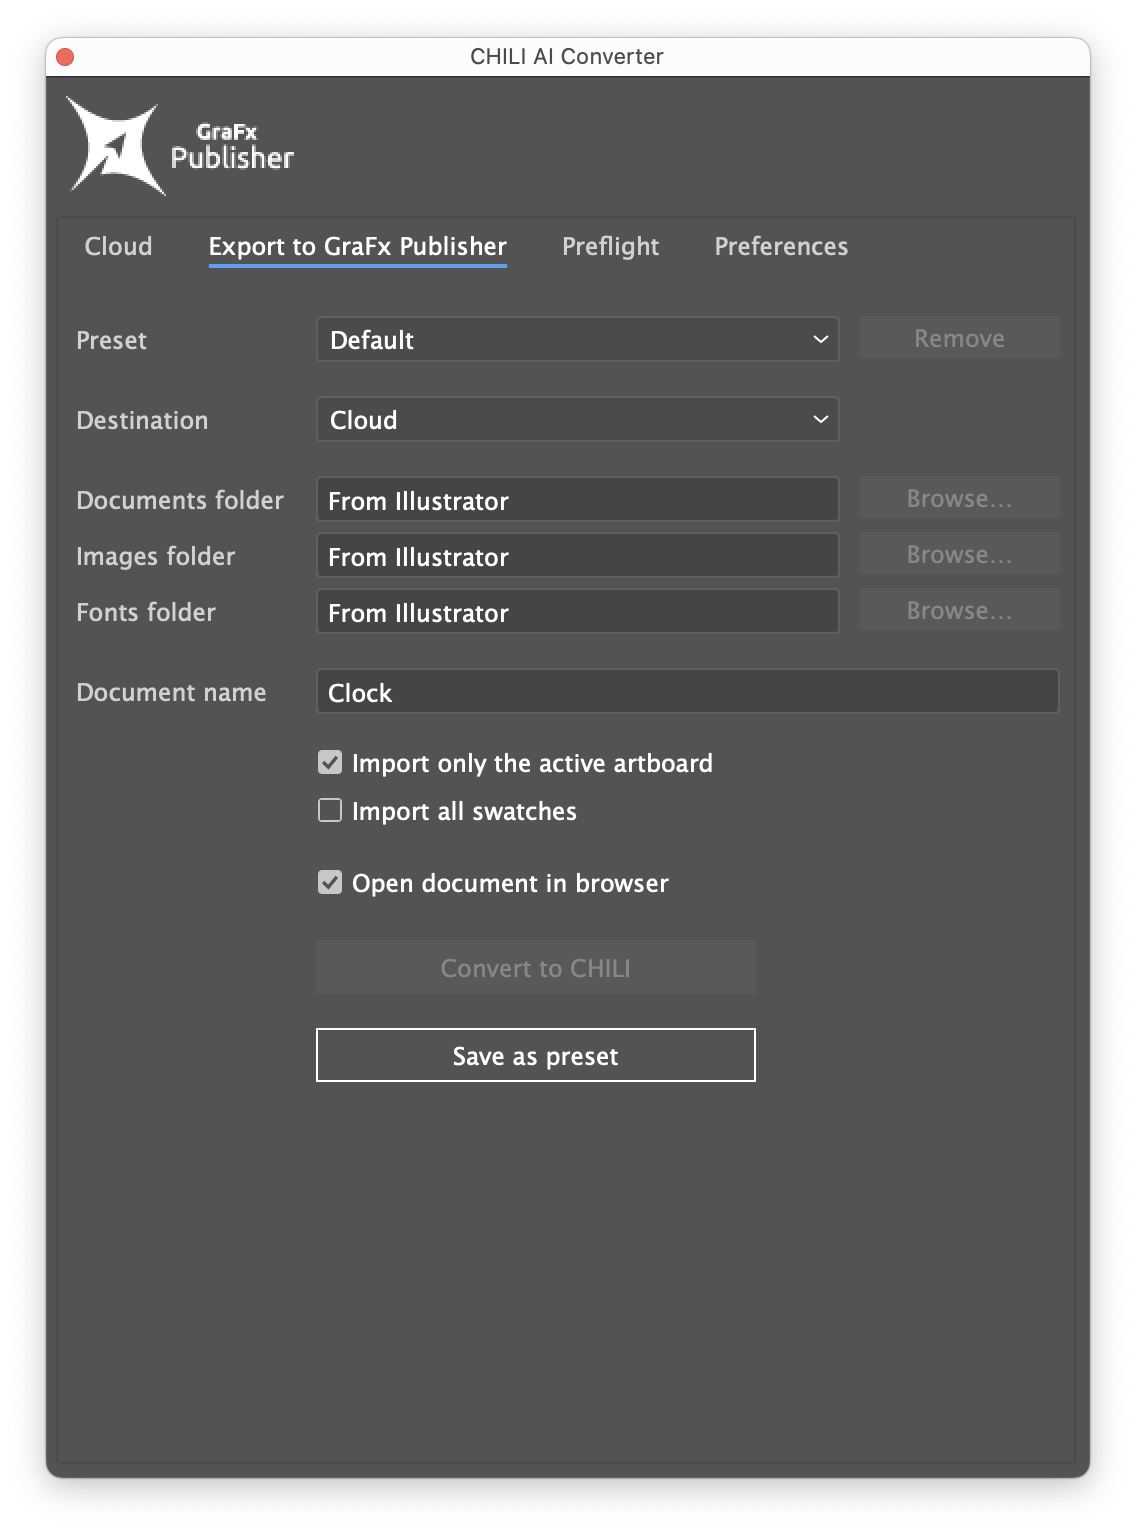 CHILI AI Converter
GraFx
Publisher
Cloud Export to GraFx Publisher Preflight Preferences
Preset Default Remove
Destination Cloud
Documents folder From Illustrator Browse...
Images folder From Illustrator Browse...
Fonts folder From Illustrator Browse...
Document name Clock
Import only the active artboard
Import all swatches
Open document in browser
Convert to CHILI
Save as preset